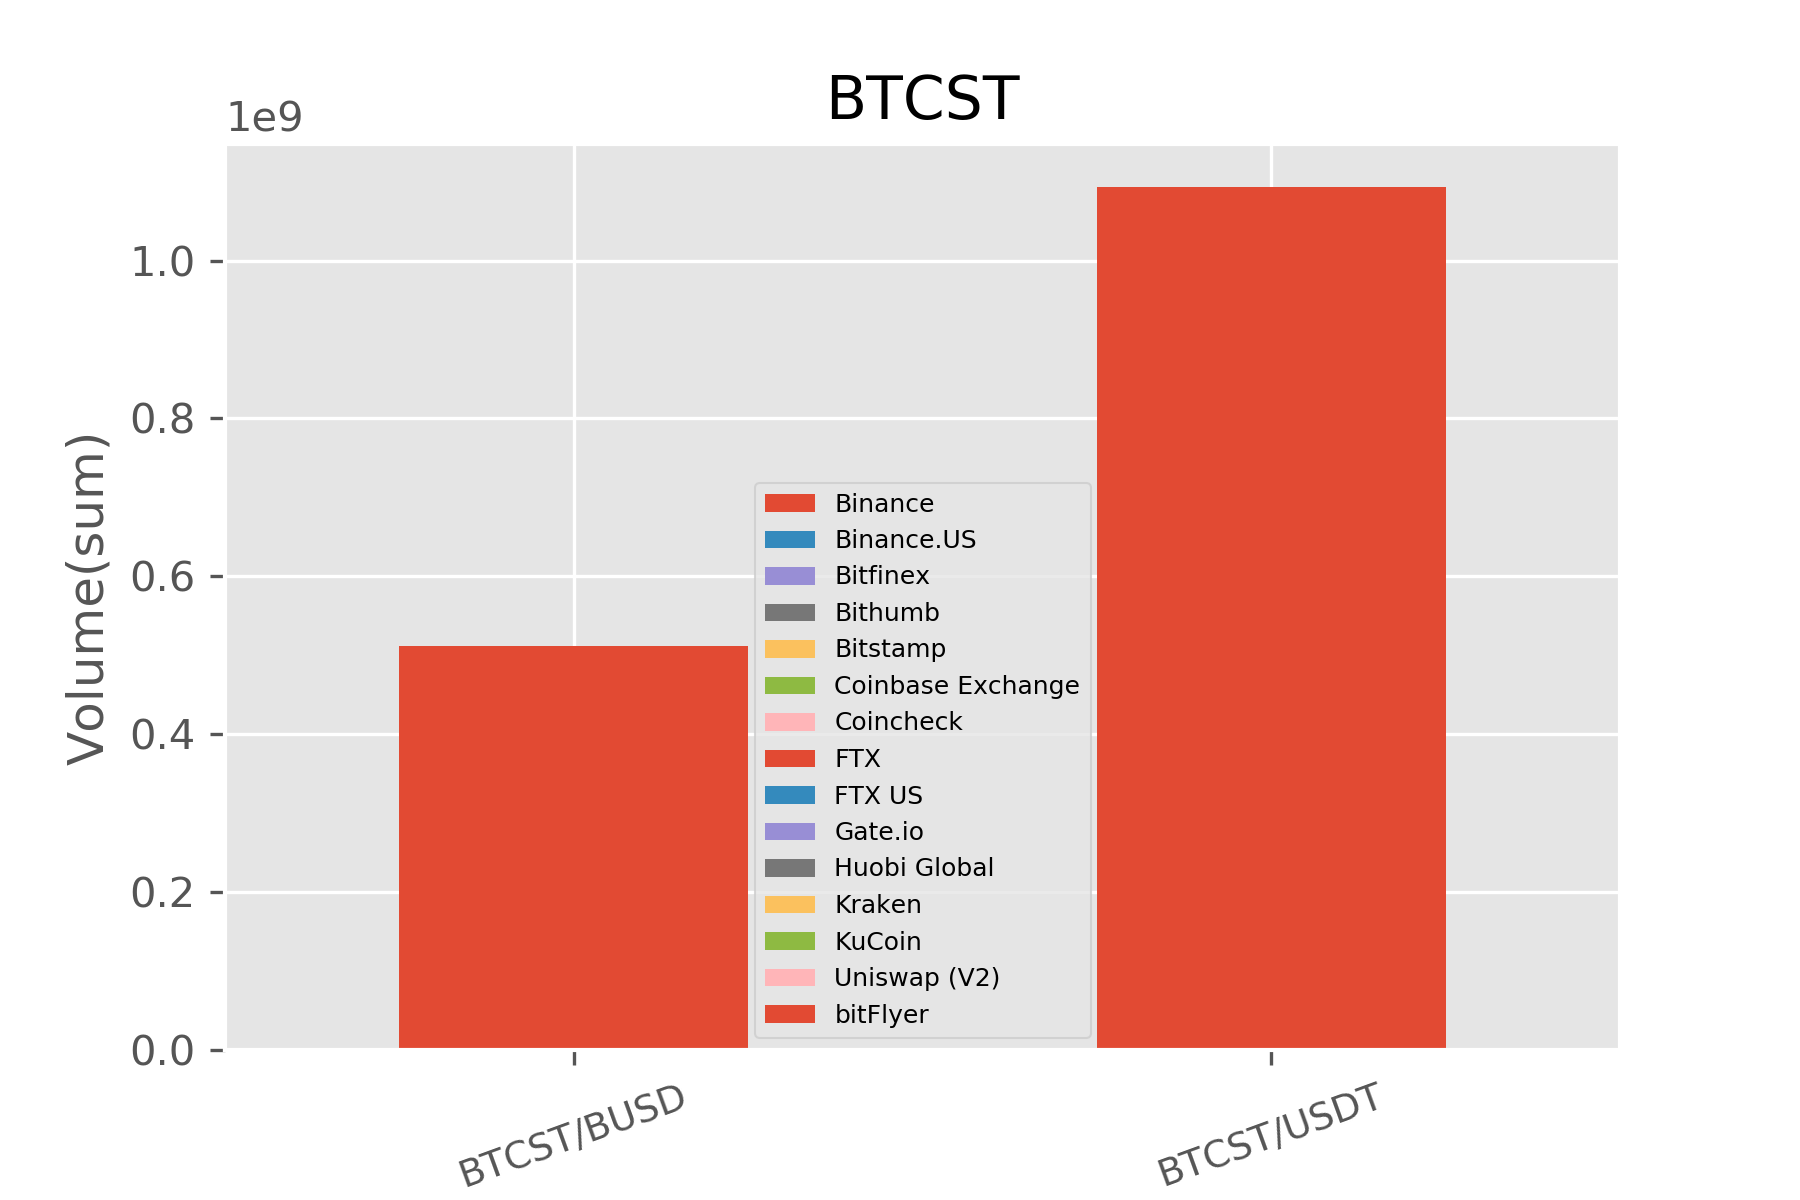 BTCST
1e9
Volume(sum)
1.0
0.8
0.6
0.4
0.2
0.0
Binance
Binance.US
Bitfinex
Bithumb
Bitstamp
Coinbase Exchange
Coincheck
FTX
FTX US
Gate.io
Huobi Global
Kraken
KuCoin
Uniswap (V2)
bitFlyer
BTCST/BUSD
BTCST/USDT